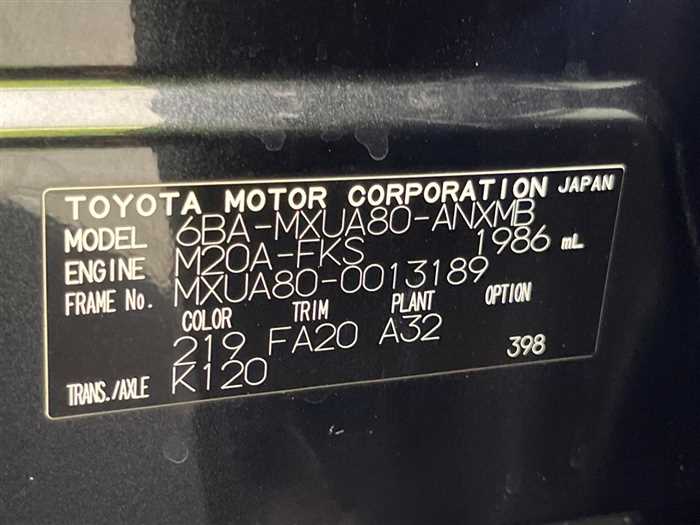 TOYOTA MOTOR CORPORATION JAPAN
MODEL 6BA-MXUA80-ANXMB
ENGINE M20A-FKS 1986 mL
FRAME No. MXUA80-0013189
COLOR TRIM PLANT OPTION
219 FA20 A32 398
TRANS./AXLE K120